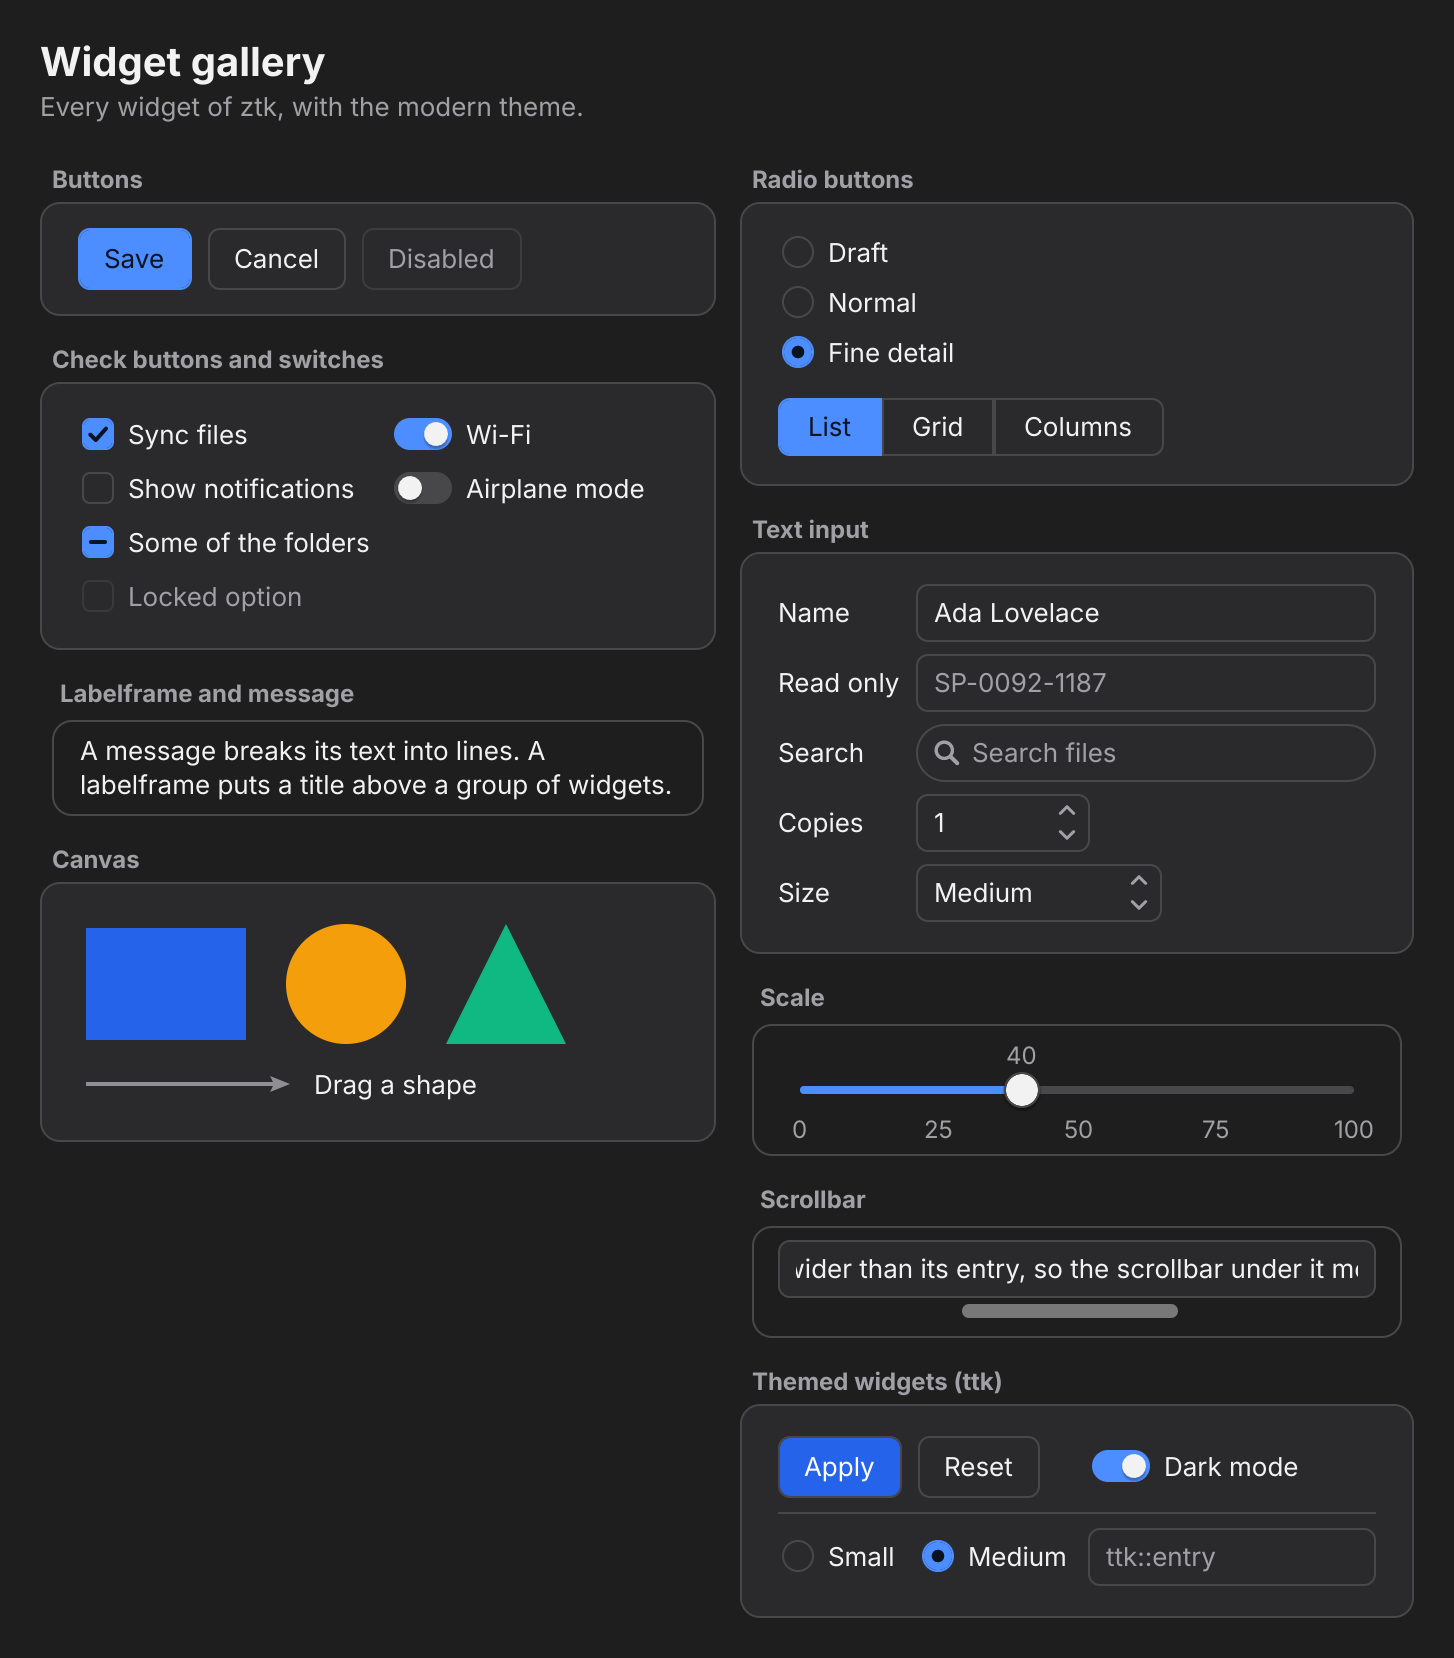 Widget gallery
Every widget of ztk, with the modern theme.
Buttons
Save
Cancel
Disabled
Check buttons and switches
Sync files
Wi-Fi
Show notifications
Airplane mode
Some of the folders
Locked option
Labelframe and message
A message breaks its text into lines. A
labelframe puts a title above a group of widgets.
Canvas
Drag a shape
Radio buttons
Draft
Normal
Fine detail
List
Grid
Columns
Text input
Name
Ada Lovelace
Read only
SP-0092-1187
Search
Search files
Copies
1
Size
Medium
Scale
40
0
25
50
75
100
Scrollbar
than its entry, so the scrollbar under it
Themed widgets (ttk)
Apply
Reset
Dark mode
Small
Medium
ttk::entry